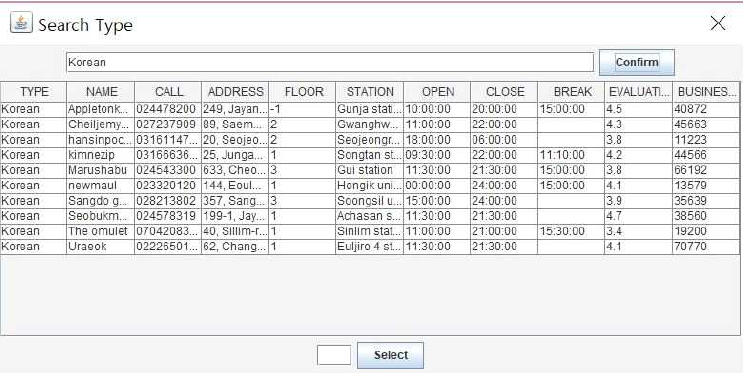 Search Type
Korean Confirm
TYPE NAME CALL ADDRESS FLOOR STATION OPEN CLOSE BREAK EVALUATI... BUSINES...
Korean Appletonk... 024478200 249, Jayan... -1 Gunja stati... 10:00:00 20:00:00 15:00:00 4.5 40872
Korean Cheiljemy... 027237909 89, Saem... 2 Gwanghw... 11:00:00 22:00:00 4.3 45663
Korean hansinpoc... 03161147... 20, Seojeo... 2 Seojeongr... 18:00:00 06:00:00 3.8 11223
Korean kimnezip 03166636... 25, Junga... 1 Songtan st... 09:30:00 22:00:00 11:10:00 4.2 44566
Korean Marushabu 024543300 633, Cheo... 3 Gui station 11:30:00 21:30:00 15:00:00 3.8 66192
Korean newmaul 023320120 144, Eoul... 1 Hongik uni... 00:00:00 24:00:00 15:00:00 4.1 13579
Korean Sangdo g... 028213802 357, Sang... 3 Soongsil u... 15:00:00 24:00:00 3.9 35639
Korean Seobukm... 024578319 199-1, Jay... 1 Achasan s... 11:30:00 21:30:00 4.7 38560
Korean The omulet 07042083... 40, Sillim-r... 1 Sinlim stat... 11:00:00 21:00:00 15:30:00 3.4 19200
Korean Uraeok 02226501... 62, Chang... 1 Euljiro 4 st... 11:30:00 21:30:00 4.1 70770
Select